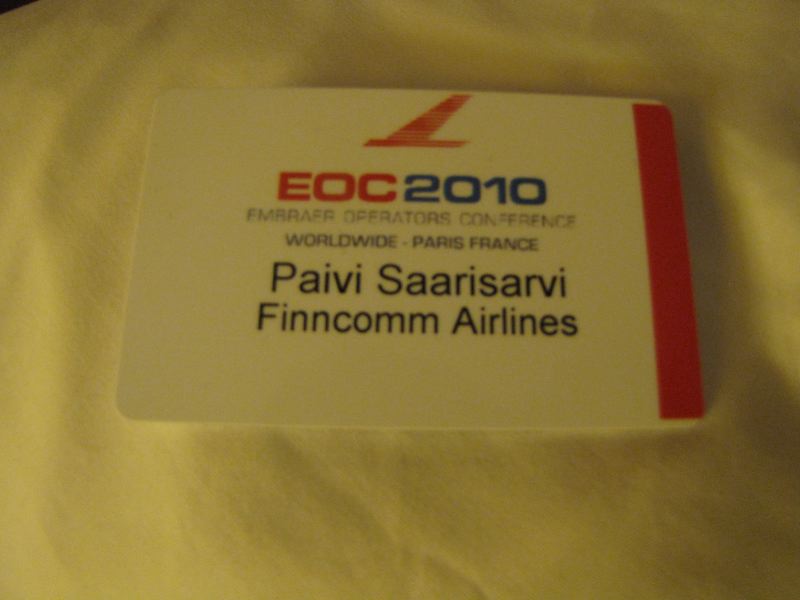 EOC2010
EMBRAER OPERATORS CONFERENCE
WORLDWIDE - PARIS FRANCE
Paivi Saarisarvi
Finncomm Airlines